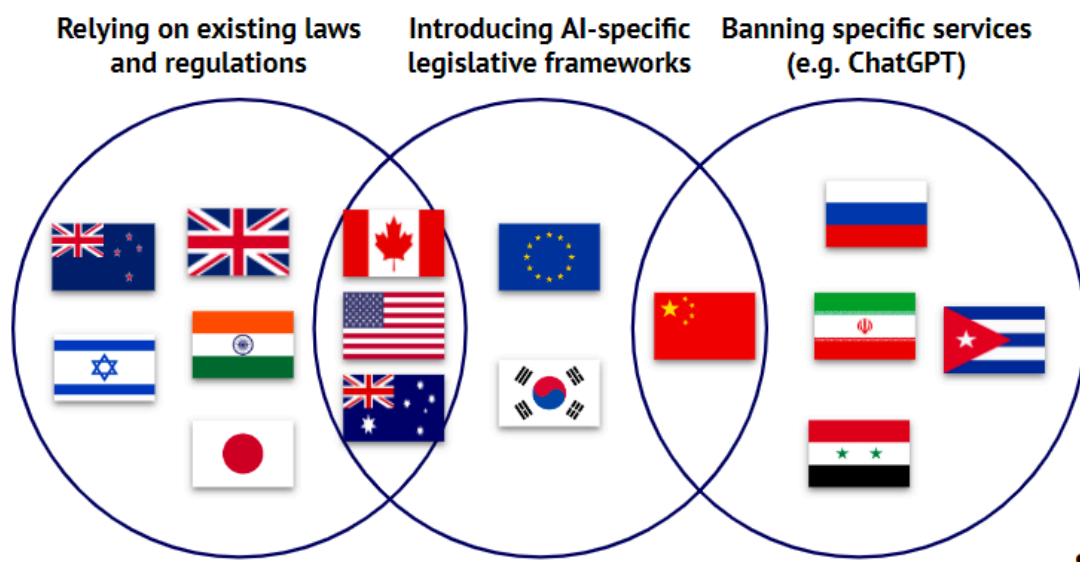 Relying on existing laws
and regulations
Introducing AI-specific
legislative frameworks
Banning specific services
(e.g. ChatGPT)